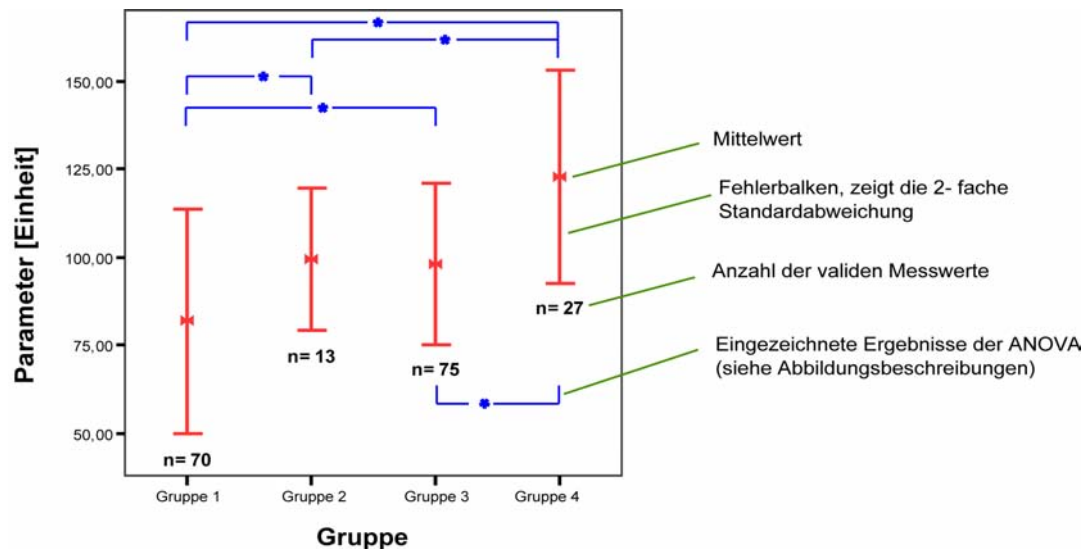 150,00
125,00
100,00
75,00
50,00
Parameter [Einheit]
n= 70
n= 13
n= 75
n= 27
Gruppe 1
Gruppe 2
Gruppe 3
Gruppe 4
Gruppe
Mittelwert
Fehlerbalken, zeigt die 2- fache
Standardabweichung
Anzahl der validen Messwerte
Eingezeichnete Ergebnisse der ANOVA
(siehe Abbildungsbeschreibungen)